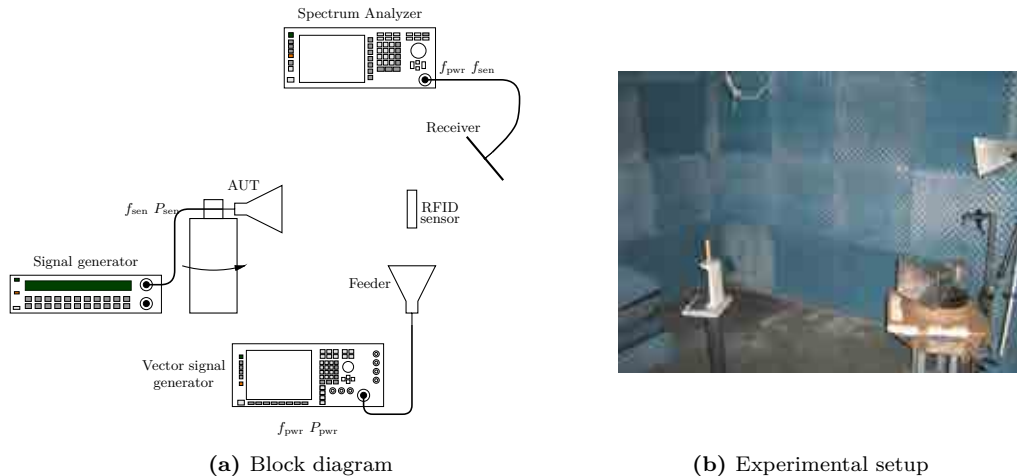 Spectrum Analyzer
f_pwr f_sen
Receiver
AUT
RFID
sensor
f_sen P_sen
Signal generator
Feeder
Vector signal
generator
f_pwr P_pwr
(a) Block diagram
(b) Experimental setup